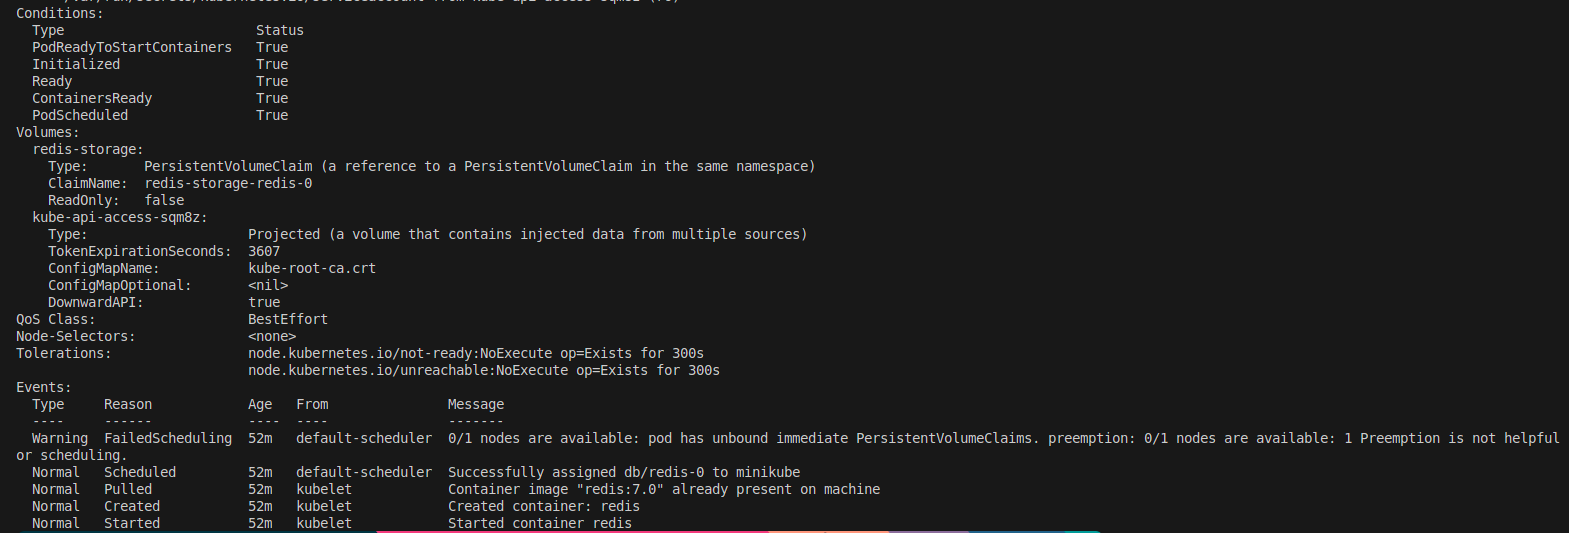 Conditions:
  Type                        Status
  PodReadyToStartContainers   True
  Initialized                 True
  Ready                       True
  ContainersReady             True
  PodScheduled                True
Volumes:
  redis-storage:
    Type:       PersistentVolumeClaim (a reference to a PersistentVolumeClaim in the same namespace)
    ClaimName:  redis-storage-redis-0
    ReadOnly:   false
  kube-api-access-sqm8z:
    Type:                    Projected (a volume that contains injected data from multiple sources)
    TokenExpirationSeconds:  3607
    ConfigMapName:           kube-root-ca.crt
    ConfigMapOptional:       <nil>
    DownwardAPI:             true
QoS Class:                   BestEffort
Node-Selectors:              <none>
Tolerations:                 node.kubernetes.io/not-ready:NoExecute op=Exists for 300s
                             node.kubernetes.io/unreachable:NoExecute op=Exists for 300s
Events:
  Type     Reason            Age   From               Message
  ----     ------            ----  ----               -------
  Warning  FailedScheduling  52m   default-scheduler  0/1 nodes are available: pod has unbound immediate PersistentVolumeClaims. preemption: 0/1 nodes are available: 1 Preemption is not helpful
or scheduling.
  Normal   Scheduled         52m   default-scheduler  Successfully assigned db/redis-0 to minikube
  Normal   Pulled            52m   kubelet            Container image "redis:7.0" already present on machine
  Normal   Created           52m   kubelet            Created container: redis
  Normal   Started           52m   kubelet            Started container redis